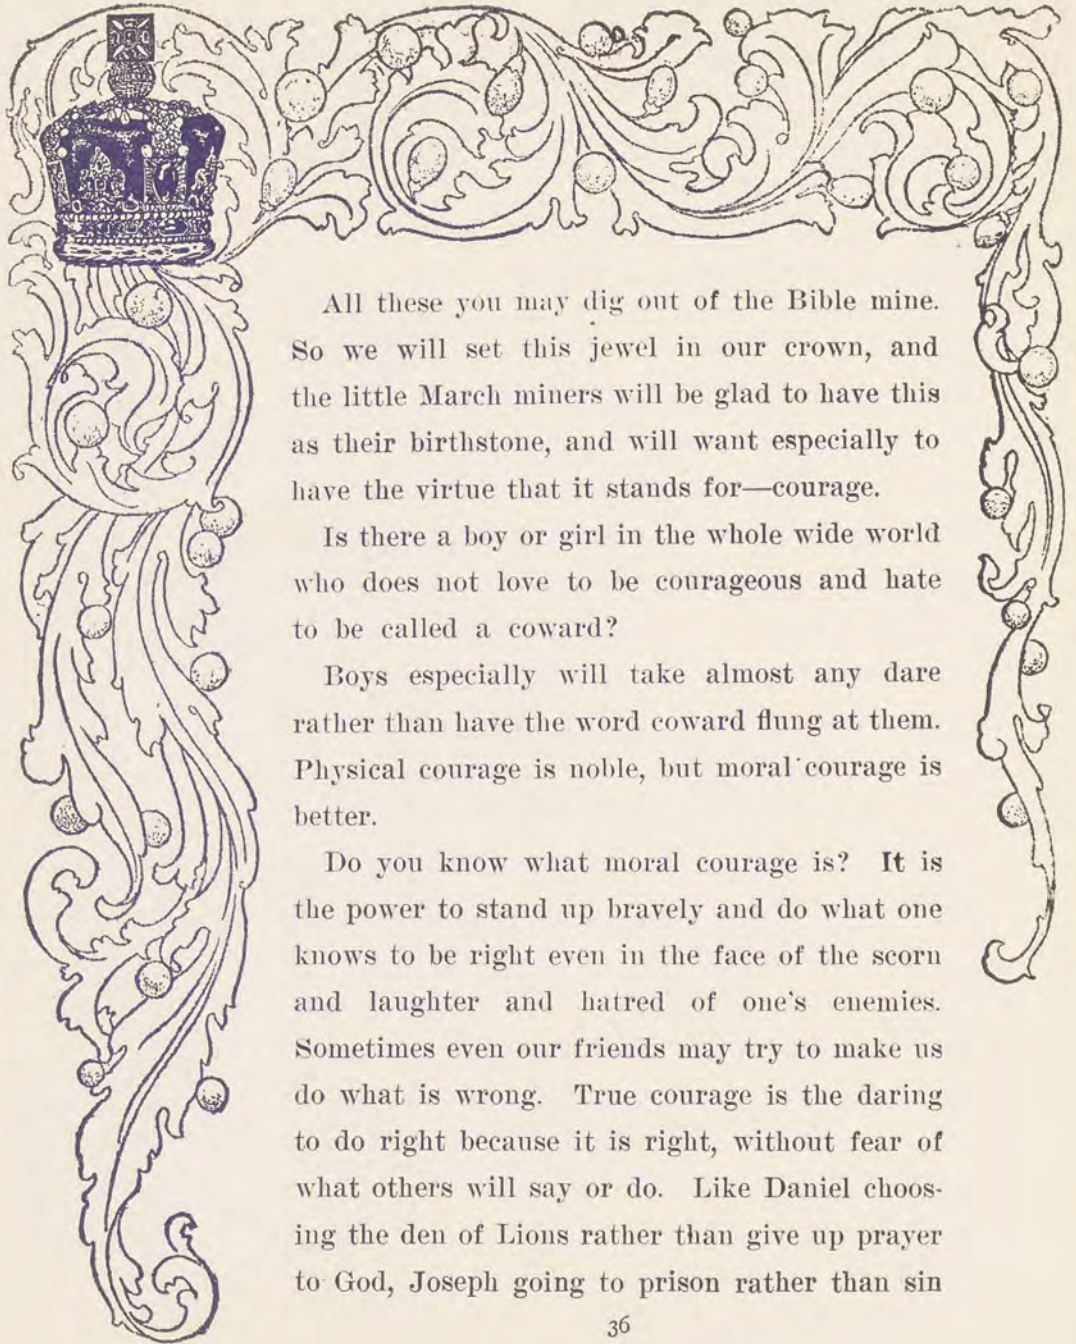 All these you may dig out of the Bible mine.
So we will set this jewel in our crown, and
the little March miners will be glad to have this
as their birthstone, and will want especially to
have the virtue that it stands for—courage.
Is there a boy or girl in the whole wide world
who does not love to be courageous and hate
to be called a coward?
Boys especially will take almost any dare
rather than have the word coward flung at them.
Physical courage is noble, but moral courage is
better.
Do you know what moral courage is? It is
the power to stand up bravely and do what one
knows to be right even in the face of the scorn
and laughter and hatred of one's enemies.
Sometimes even our friends may try to make us
do what is wrong. True courage is the daring
to do right because it is right, without fear of
what others will say or do. Like Daniel choos-
ing the den of Lions rather than give up prayer
to God, Joseph going to prison rather than sin
36